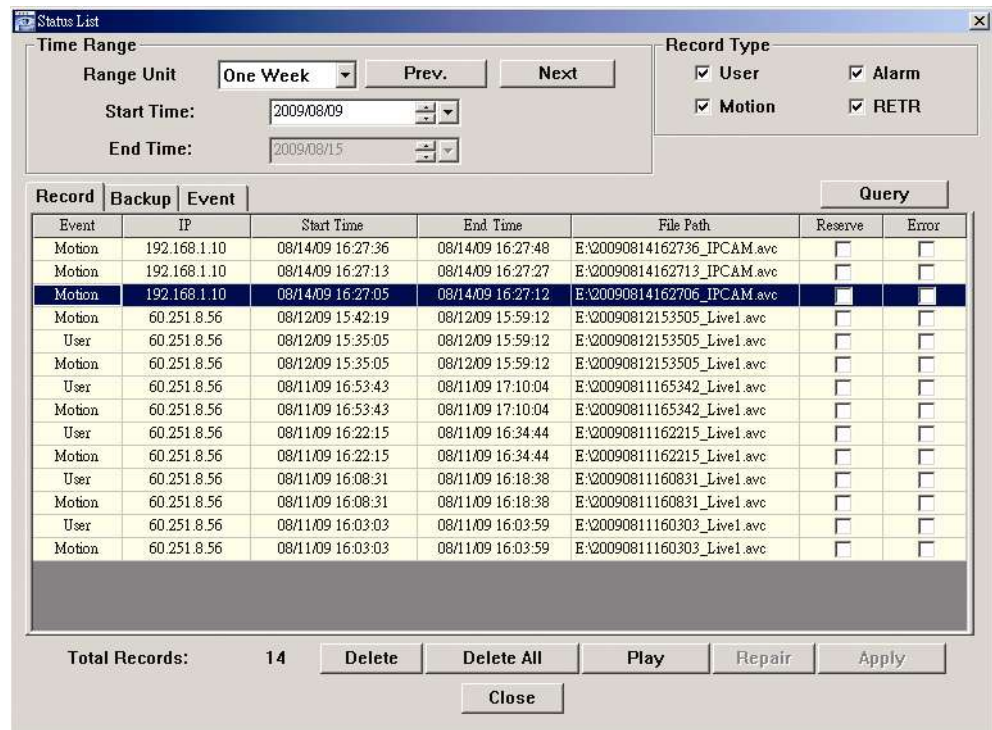 Status List
Time Range
Record Type
Range Unit One Week Prev. Next
User Alarm
Start Time: 2009/08/09
Motion RETR
End Time: 2009/08/15
Record Backup Event Query
Event IP Start Time End Time File Path Reserve Error
Motion 192.168.1.10 08/14/09 16:27:36 08/14/09 16:27:48 E:\20090814162736_IPCAM.avc
Motion 192.168.1.10 08/14/09 16:27:13 08/14/09 16:27:27 E:\20090814162713_IPCAM.avc
Motion 192.168.1.10 08/14/09 16:27:05 08/14/09 16:27:12 E:\20090814162706_IPCAM.avc
Motion 60.251.8.56 08/12/09 15:42:19 08/12/09 15:59:12 E:\20090812153505_Live1.avc
User 60.251.8.56 08/12/09 15:35:05 08/12/09 15:59:12 E:\20090812153505_Live1.avc
Motion 60.251.8.56 08/12/09 15:35:05 08/12/09 15:59:12 E:\20090812153505_Live1.avc
User 60.251.8.56 08/11/09 16:53:43 08/11/09 17:10:04 E:\20090811165342_Live1.avc
Motion 60.251.8.56 08/11/09 16:53:43 08/11/09 17:10:04 E:\20090811165342_Live1.avc
User 60.251.8.56 08/11/09 16:22:15 08/11/09 16:34:44 E:\20090811162215_Live1.avc
Motion 60.251.8.56 08/11/09 16:22:15 08/11/09 16:34:44 E:\20090811162215_Live1.avc
User 60.251.8.56 08/11/09 16:08:31 08/11/09 16:18:38 E:\20090811160831_Live1.avc
Motion 60.251.8.56 08/11/09 16:08:31 08/11/09 16:18:38 E:\20090811160831_Live1.avc
User 60.251.8.56 08/11/09 16:03:03 08/11/09 16:03:59 E:\20090811160303_Live1.avc
Motion 60.251.8.56 08/11/09 16:03:03 08/11/09 16:03:59 E:\20090811160303_Live1.avc
Total Records: 14 Delete Delete All Play Repair Apply
Close